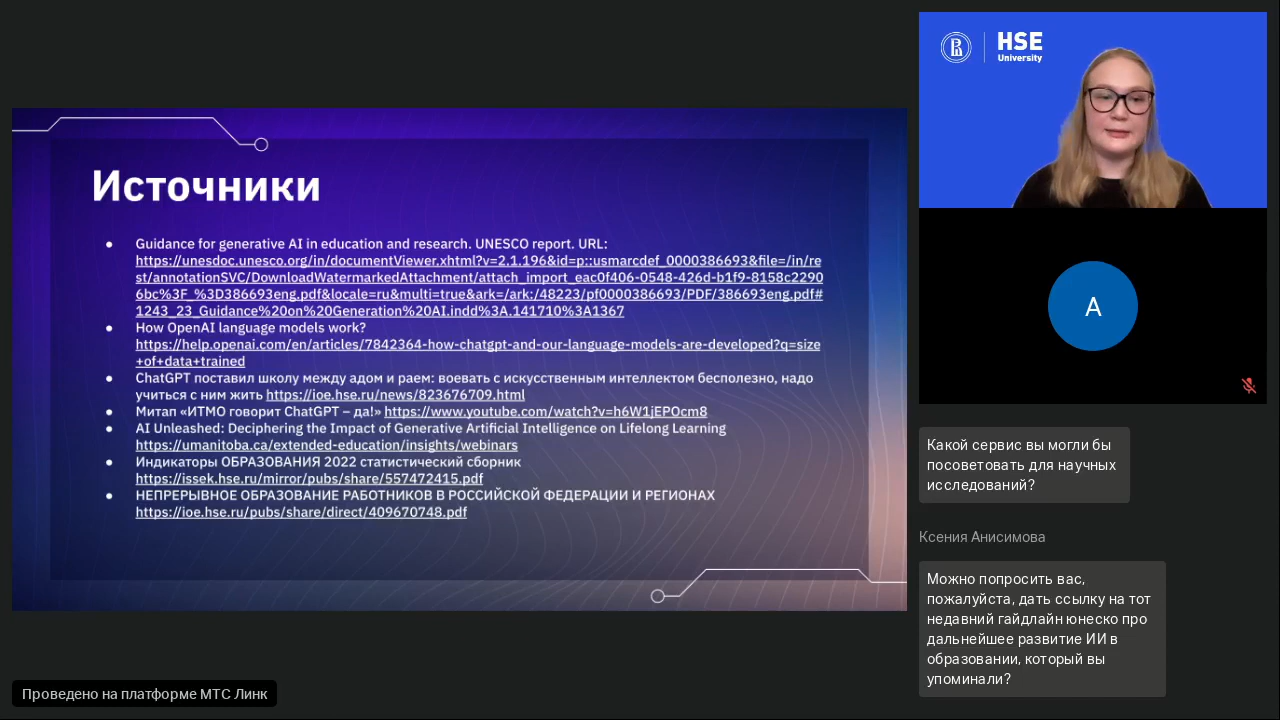 Источники
Guidance for generative AI in education and research. UNESCO report. URL:
https://unesdoc.unesco.org/in/documentViewer.xhtml?v=2.1.196&id=p::usmarcdef_0000386693&file=/in/re
st/annotationSVC/DownloadWatermarkedAttachment/attach_import_eac0f406-0548-426d-b1f9-8158c2290
6bc%3F_%3D386693eng.pdf&locale=ru&multi=true&ark=/ark:/48223/pf0000386693/PDF/386693eng.pdf#
1243_23_Guidance%20on%20Generation%20AI.indd%3A.141710%3A1367
How OpenAI language models work?
https://help.openai.com/en/articles/7842364-how-chatgpt-and-our-language-models-are-developed?q=size
+of+data+trained
ChatGPT поставил школу между адом и раем: воевать с искусственным интеллектом бесполезно, надо
учиться с ним жить https://ioe.hse.ru/news/823676709.html
Митап «ИТМО говорит ChatGPT – да!» https://www.youtube.com/watch?v=h6W1jEPOcm8
AI Unleashed: Deciphering the Impact of Generative Artificial Intelligence on Lifelong Learning
https://umanitoba.ca/extended-education/insights/webinars
Индикаторы ОБРАЗОВАНИЯ 2022 статистический сборник
https://issek.hse.ru/mirror/pubs/share/557472415.pdf
НЕПРЕРЫВНОЕ ОБРАЗОВАНИЕ РАБОТНИКОВ В РОССИЙСКОЙ ФЕДЕРАЦИИ И РЕГИОНАХ
https://ioe.hse.ru/pubs/share/direct/409670748.pdf
Проведено на платформе МТС Линк
HSE
University
А
Какой сервис вы могли бы
посоветовать для научных
исследований?
Ксения Анисимова
Можно попросить вас,
пожалуйста, дать ссылку на тот
недавний гайдлайн юнеско про
дальнейшее развитие ИИ в
образовании, который вы
упоминали?